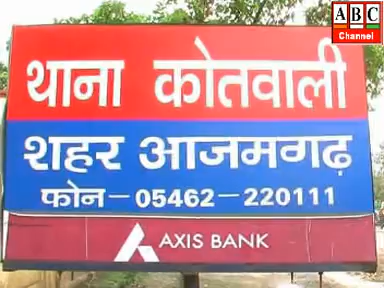 ABC
Channel
थाना कोतवाली
शहर आजमगढ़
फोन-05462-220111
AXIS BANK